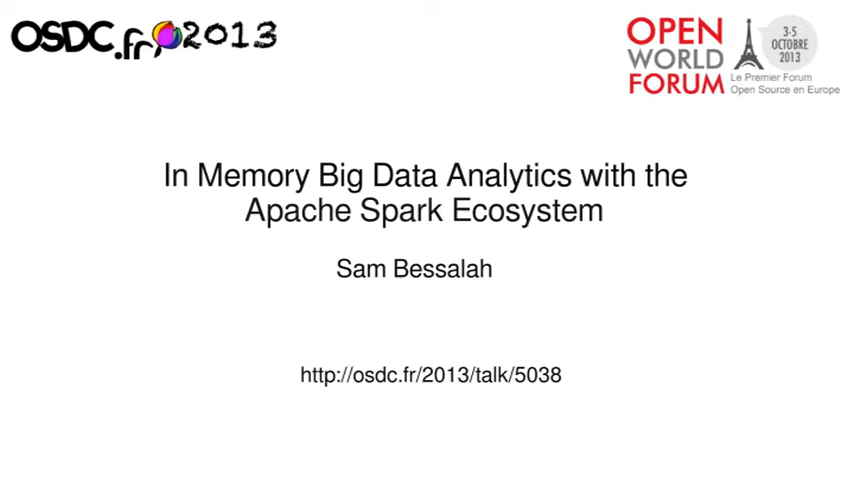 OSDC.fr 2013
OPEN
WORLD
FORUM
3-5
OCTOBRE
2013
Le Premier Forum
Open Source en Europe
In Memory Big Data Analytics with the
Apache Spark Ecosystem
Sam Bessalah
http://osdc.fr/2013/talk/5038